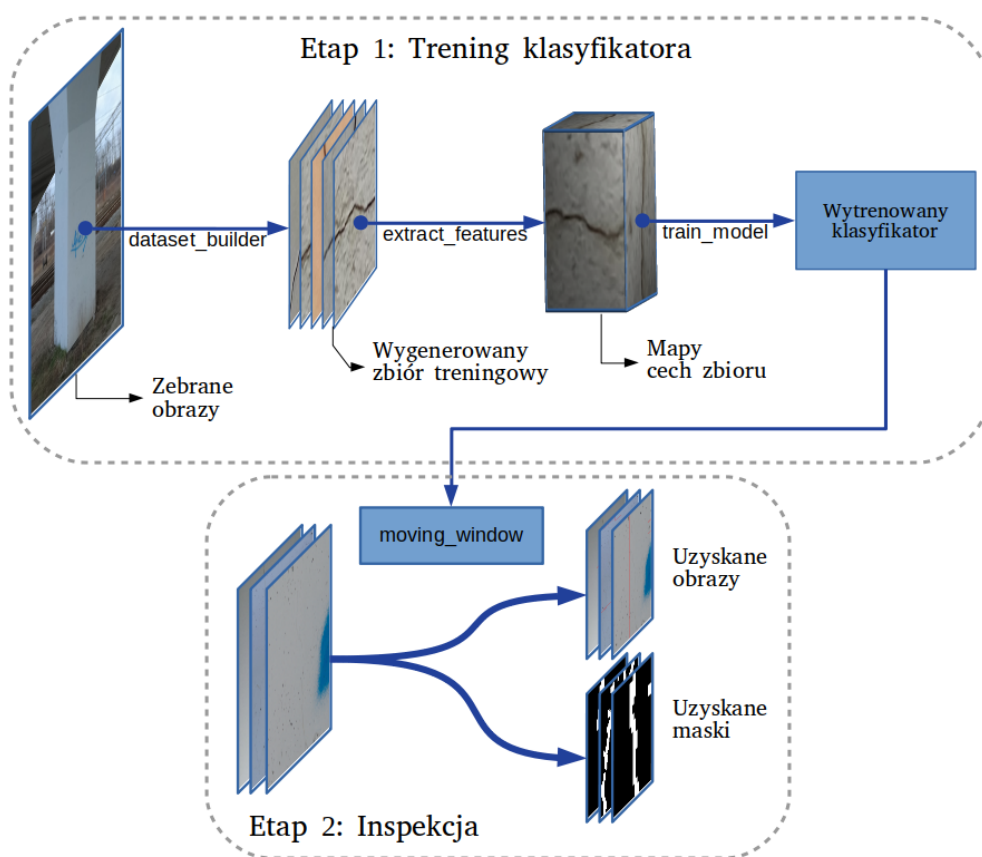 Etap 1: Trening klasyfikatora
dataset_builder
extract_features
train_model
Wytrenowany
klasyfikator
Zebrane
obrazy
Wygenerowany
zbiór treningowy
Mapy
cech zbioru
moving_window
Uzyskane
obrazy
Uzyskane
maski
Etap 2: Inspekcja